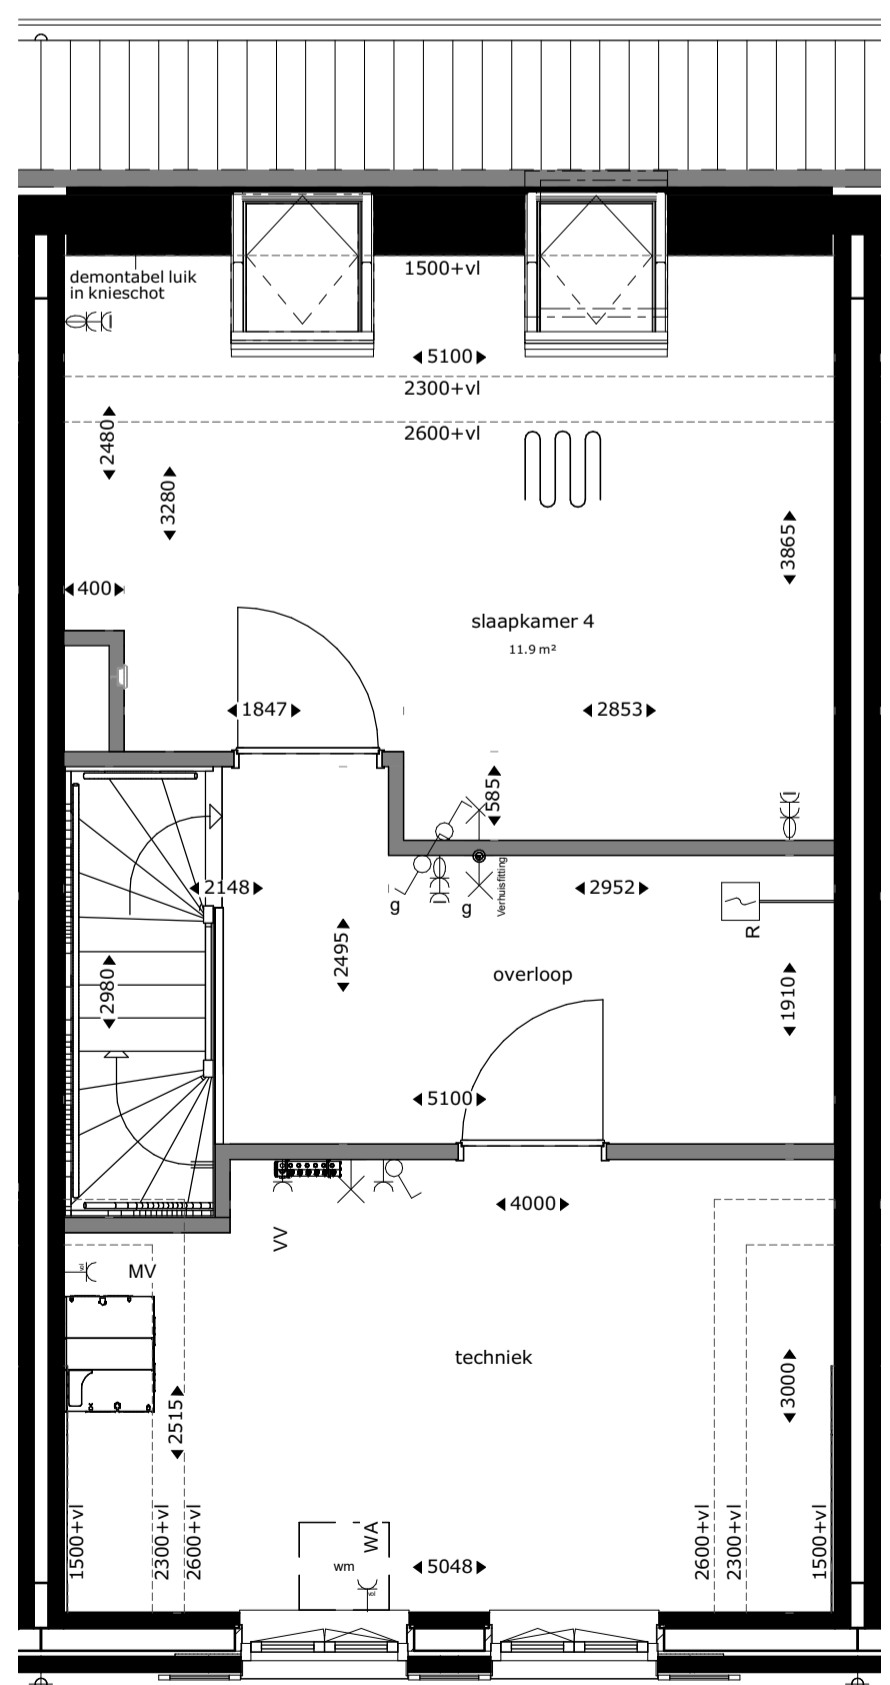 demontabel luik
in knieschot
1500+vl
5100
2300+vl
2600+vl
2480
3280
3865
400
slaapkamer 4
11.9 m²
1847
2853
585
2148
g
g
Verhuisfitting
2952
R
2495
overloop
2980
1910
5100
4000
VV
MV
techniek
3000
2515
1500+vl
2300+vl
2600+vl
WA
wm
5048
2600+vl
2300+vl
1500+vl